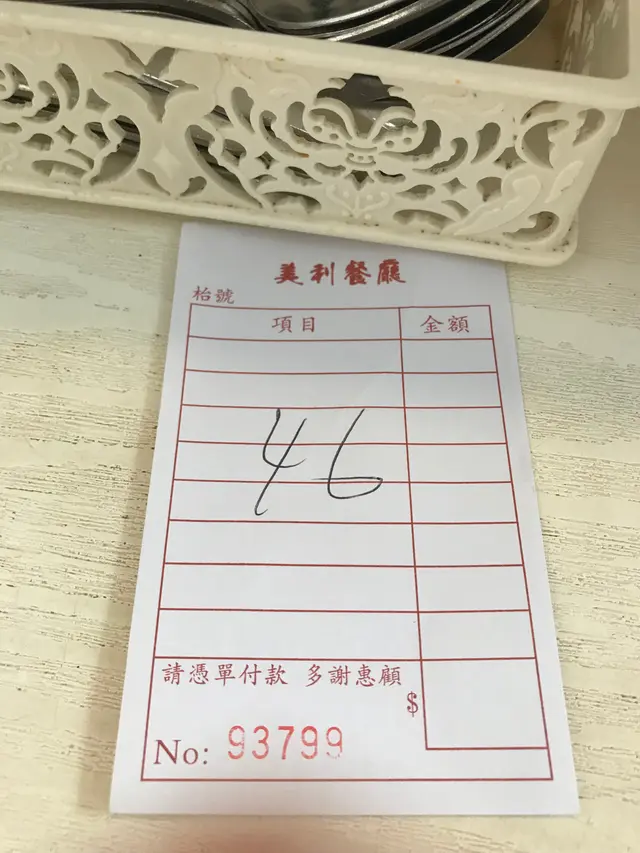 美利餐廳
枱號
項目 金額
46
請憑單付款 多謝惠顧
$
No: 93799